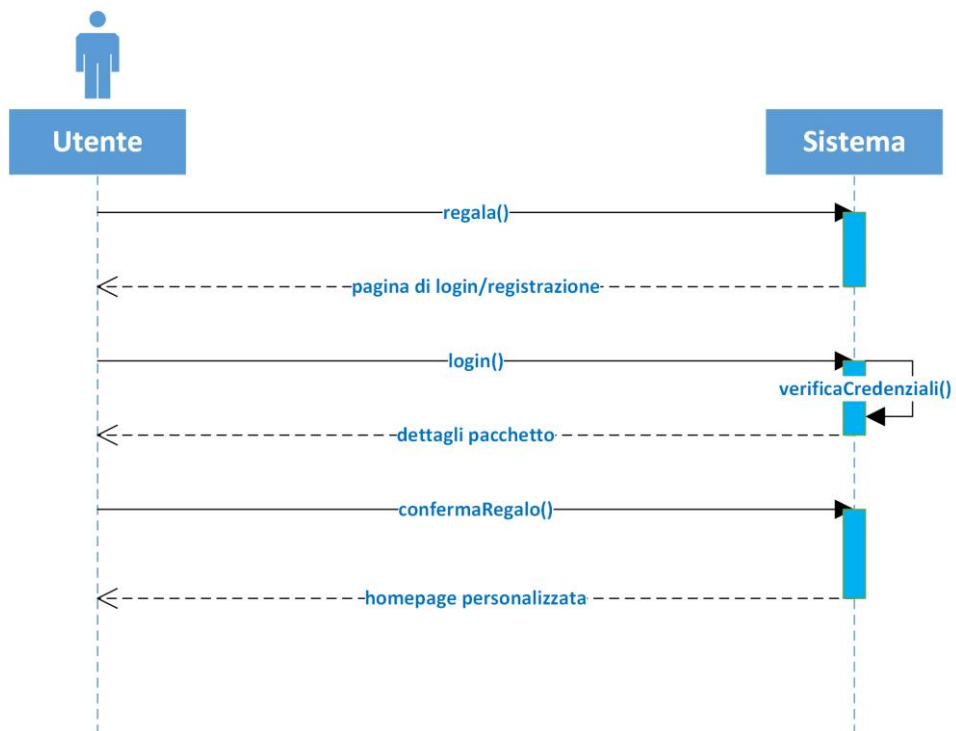 Utente
Sistema
regala()
pagina di login/registrazione
login()
verificaCredenziali()
dettagli pacchetto
confermaRegalo()
homepage personalizzata